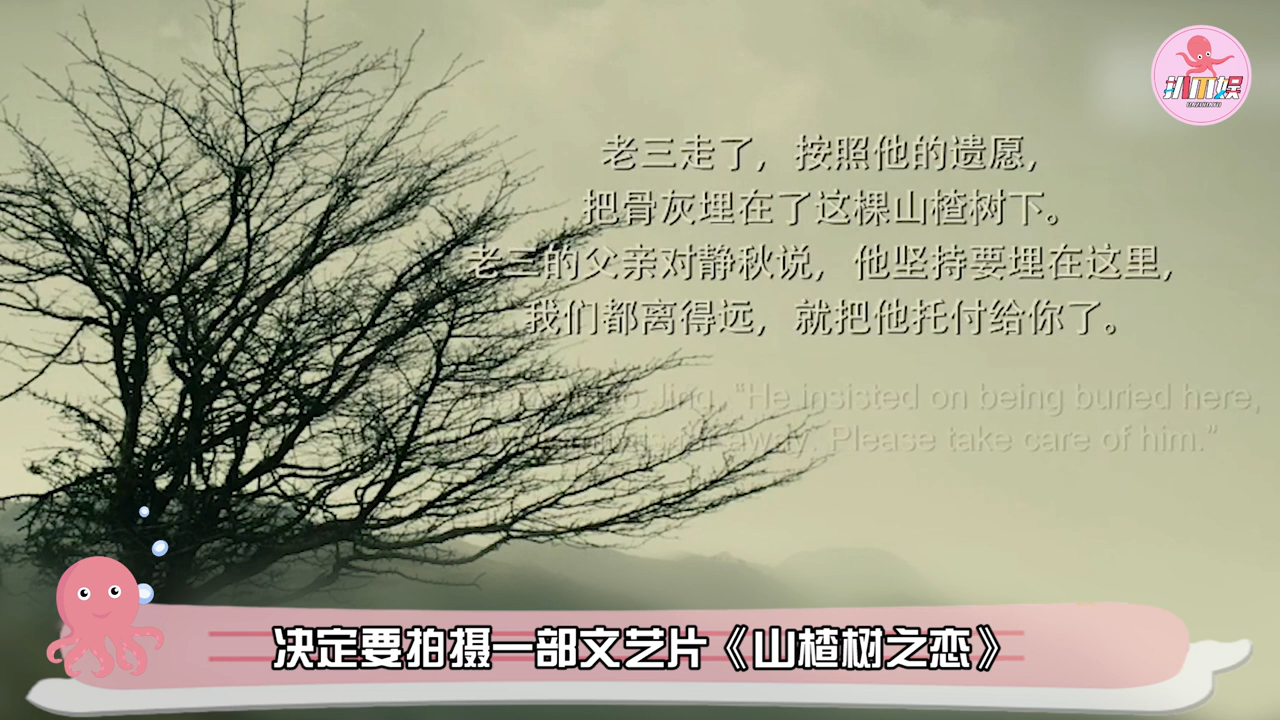 老三走了，按照他的遗愿，
把骨灰埋在了这棵山楂树下。
老三的父亲对静秋说，他坚持要埋在这里，
我们都离得远，就把他托付给你了。
Jing, “He insisted on being buried here,
away. Please take care of him.”
决定要拍摄一部文艺片《山楂树之恋》